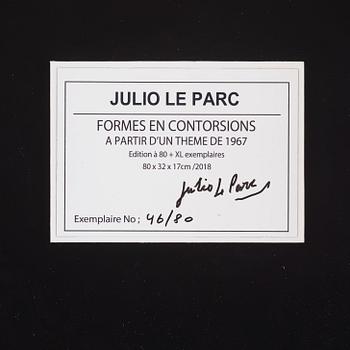 JULIO LE PARC
FORMES EN CONTORSIONS
A PARTIR D'UN THEME DE 1967
Edition à 80 + XL exemplaires
80 x 32 x 17cm /2018
Julio Le Parc
Exemplaire No ; 46/80